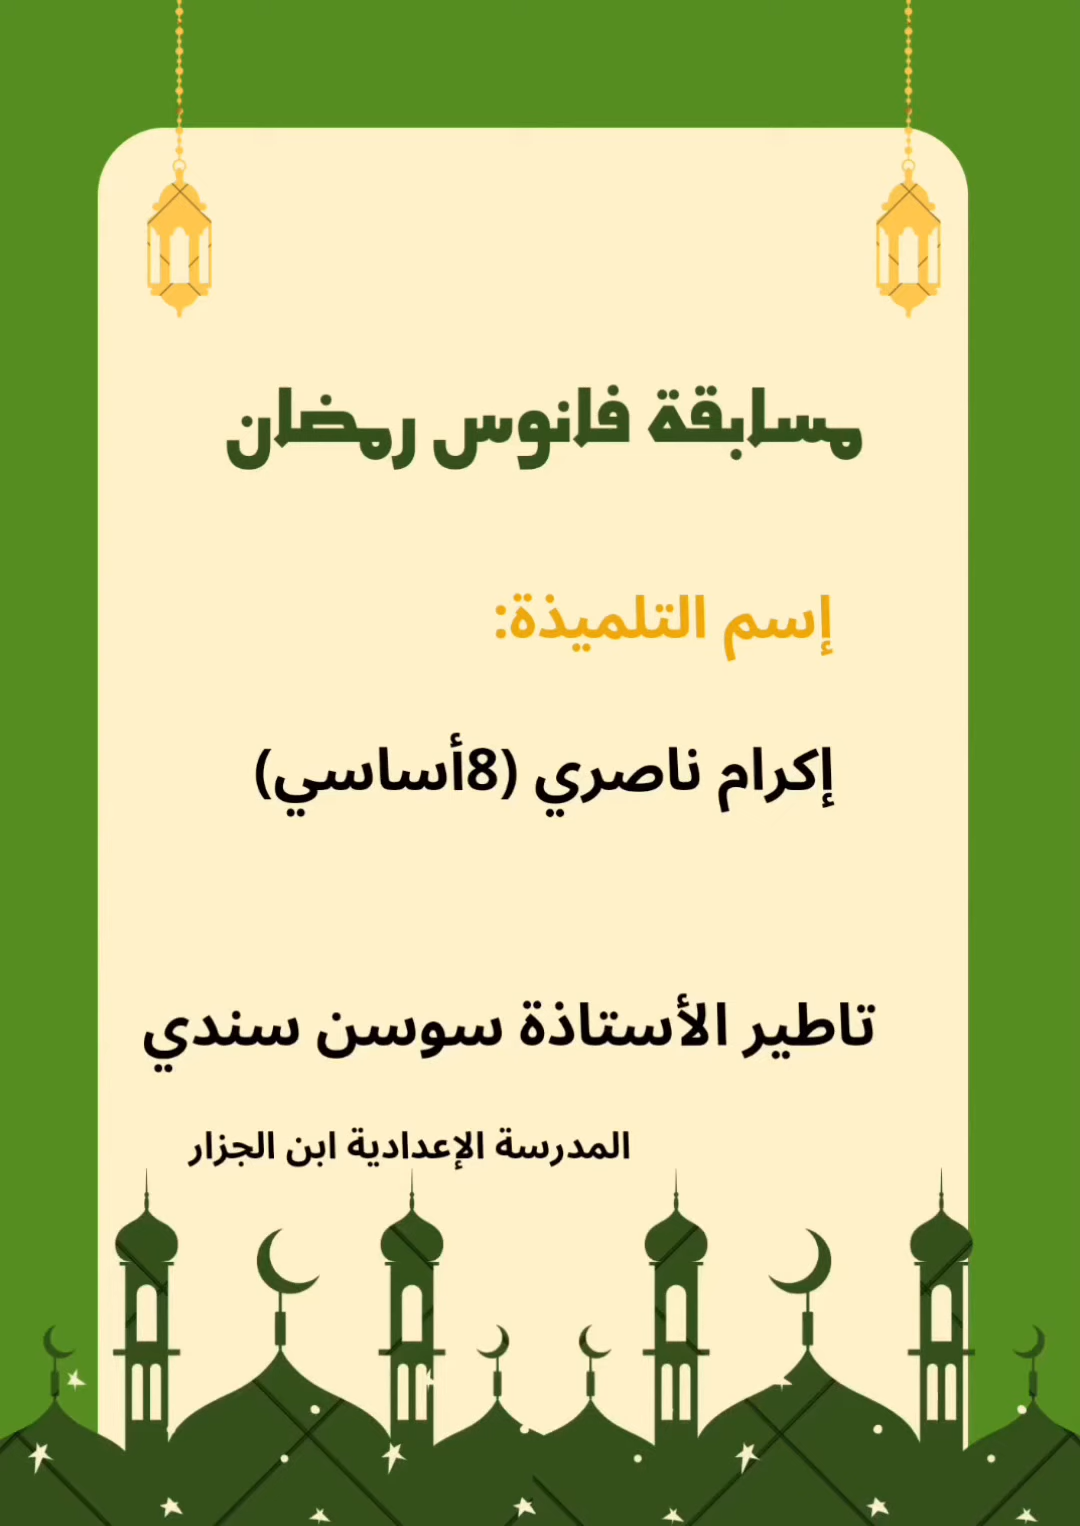 مسابقة فانوس رمضان
إسم التلميذة:
إكرام ناصري (8أساسي)
تاطير الأستاذة سوسن سندي
المدرسة الإعدادية ابن الجزار